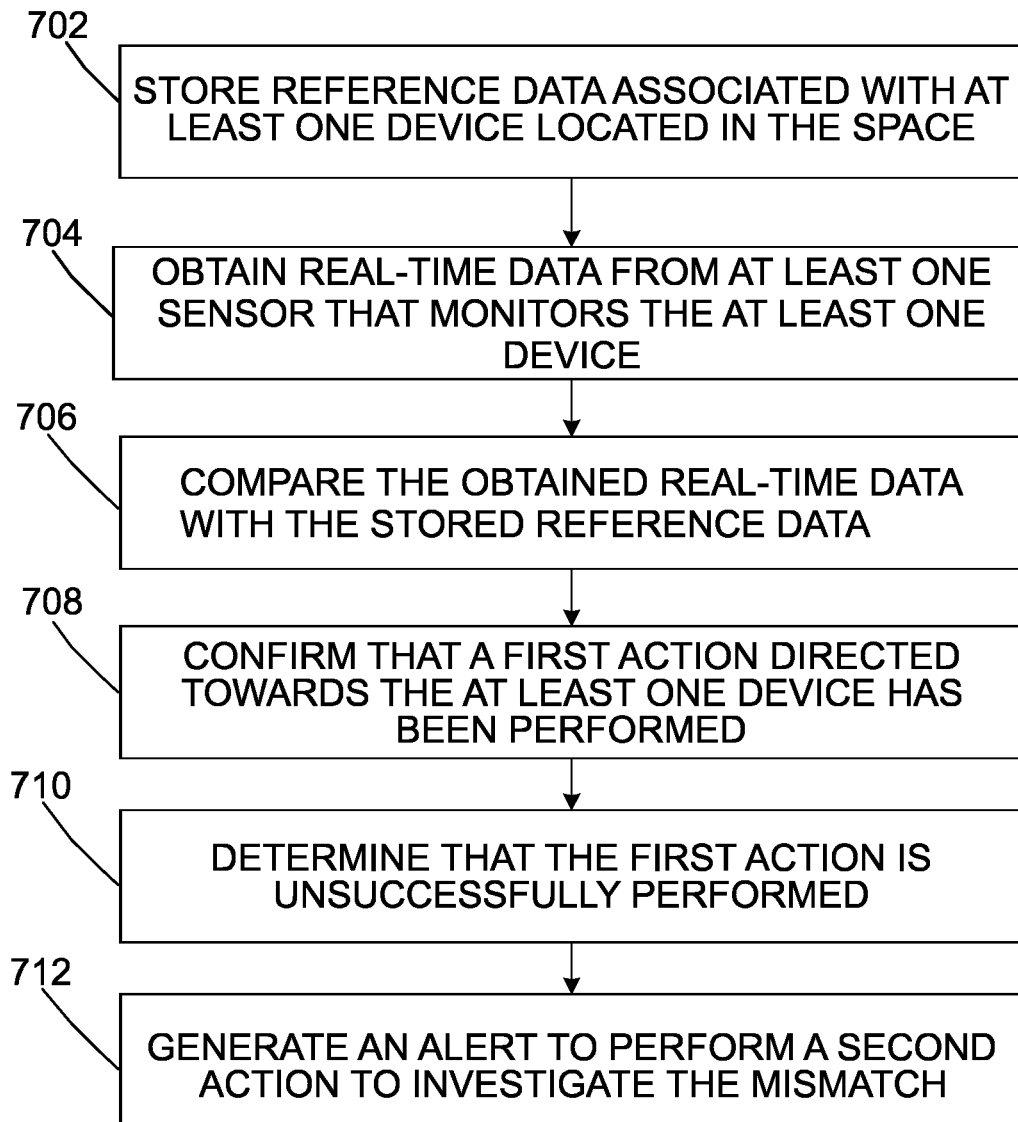 702
STORE REFERENCE DATA ASSOCIATED WITH AT
LEAST ONE DEVICE LOCATED IN THE SPACE
704
OBTAIN REAL-TIME DATA FROM AT LEAST ONE
SENSOR THAT MONITORS THE AT LEAST ONE
DEVICE
706
COMPARE THE OBTAINED REAL-TIME DATA
WITH THE STORED REFERENCE DATA
708
CONFIRM THAT A FIRST ACTION DIRECTED
TOWARDS THE AT LEAST ONE DEVICE HAS
BEEN PERFORMED
710
DETERMINE THAT THE FIRST ACTION IS
UNSUCCESSFULLY PERFORMED
712
GENERATE AN ALERT TO PERFORM A SECOND
ACTION TO INVESTIGATE THE MISMATCH